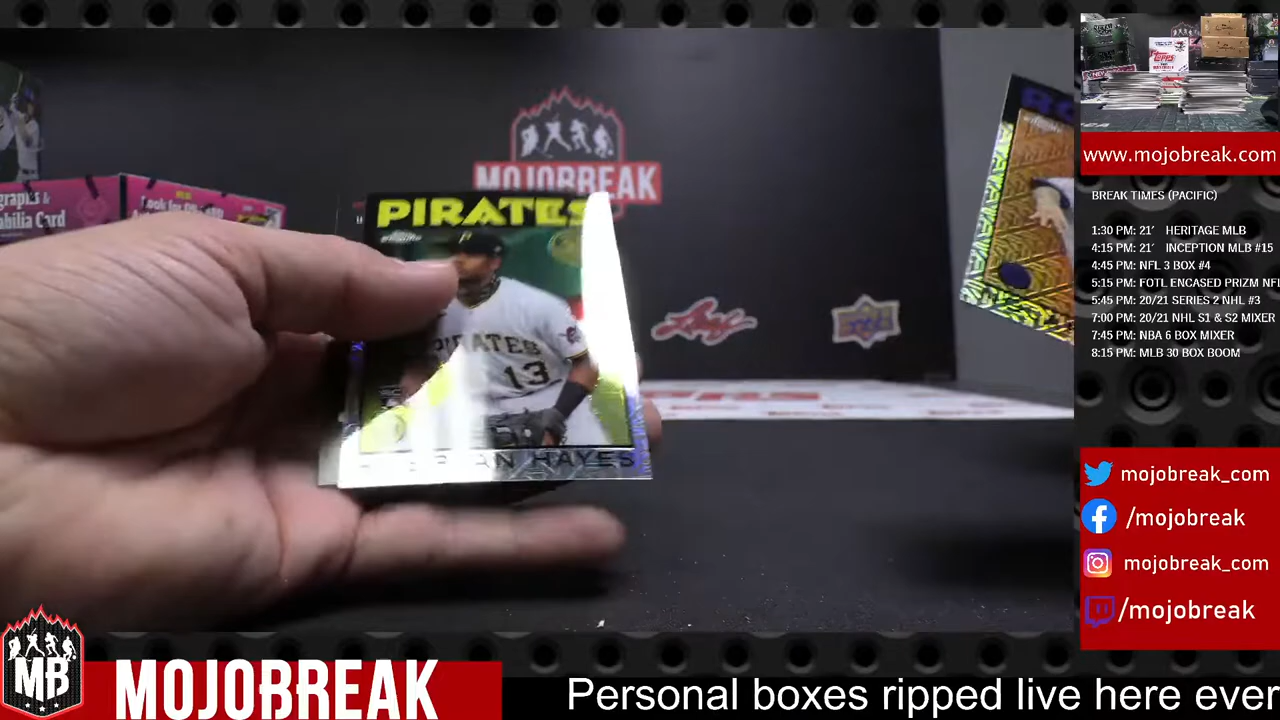 MOJOBREAK
PIRATES
PIRATES
13
HAYES
www.mojobreak.com
BREAK TIMES (PACIFIC)
1:30 PM: 21′ HERITAGE MLB
4:15 PM: 21′ INCEPTION MLB #15
4:45 PM: NFL 3 BOX #4
5:15 PM: FOTL ENCASED PRIZM NFL
5:45 PM: 20/21 SERIES 2 NHL #3
7:00 PM: 20/21 NHL S1 & S2 MIXER
7:45 PM: NBA 6 BOX MIXER
8:15 PM: MLB 30 BOX BOOM
mojobreak_com
/mojobreak
mojobreak_com
/mojobreak
MB
MOJOBREAK
Personal boxes ripped live here ever